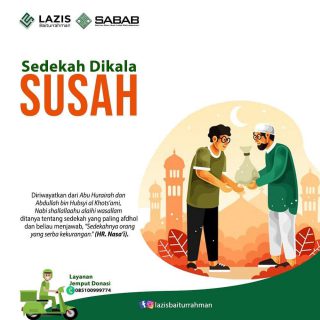 LAZIS
Baiturrahman
SABAB
Sedekah Dikala
SUSAH
Diriwayatkan dari Abu Hurairah dan
Abdullah bin Hubsyi al Khots'ami,
Nabi shallallaahu alaihi wasallam
ditanya tentang sedekah yang paling afdhol
dan beliau menjawab, "Sedekahnya orang
yang serba kekurangan." (HR. Nasa'i).
Layanan
Jemput Donasi
085100999774
lazisbaiturrahman